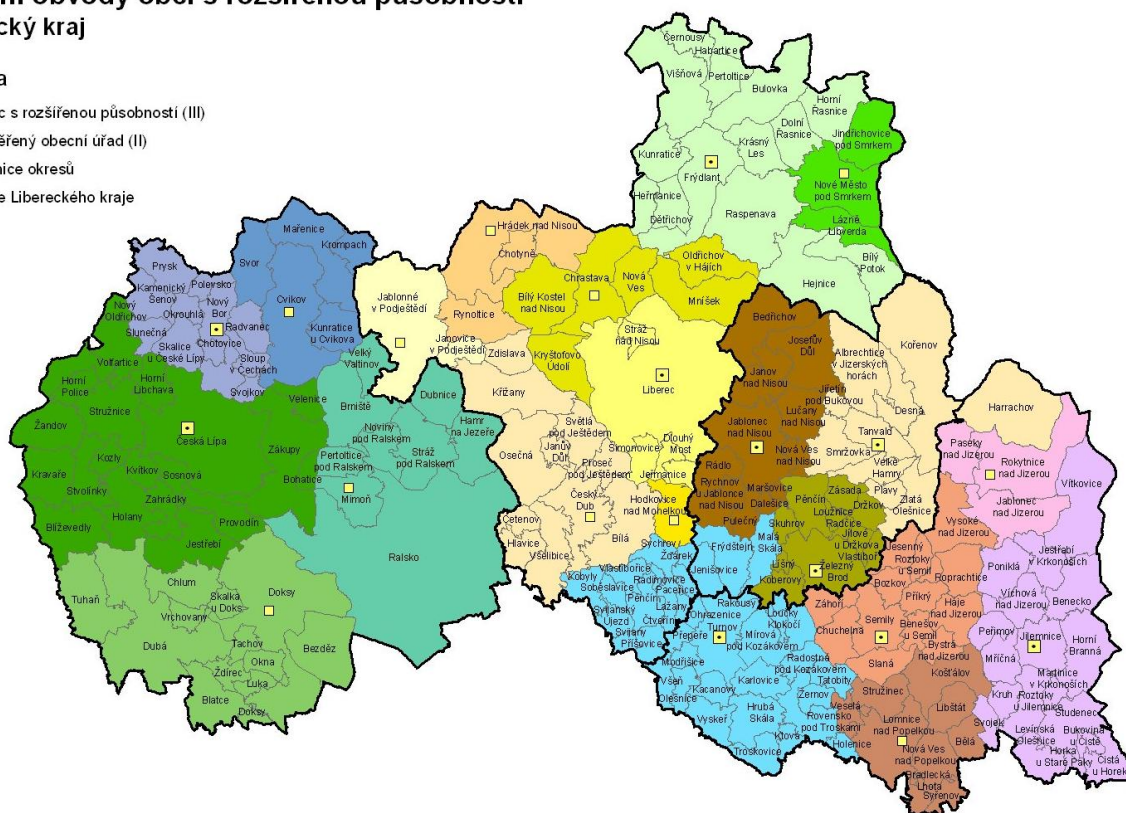 ní obvody obcí s rozšířenou působností
cký kraj
a
c s rozšířenou působností (III)
ěřený obecní úřad (II)
nice okresů
e Libereckého kraje
Černousy
Habartice
Višňová
Pertoltice
Bulovka
Horní
Řasnice
Dolní
Řasnice
Jindřichovice
pod Smrkem
Krásný
Les
Kunratice
Frýdlant
Nové Město
pod Smrkem
Heřmanice
Dětřichov
Raspenava
Lázně
Libverda
Bílý
Potok
Hejnice
Oldřichov
v Hájích
Mníšek
Hrádek nad Nisou
Chotyně
Chrastava
Nová
Ves
Bílý Kostel
nad Nisou
Rynoltice
Jablonné
v Podještědí
Janovice
v Podještědí
Kryštofovo
Údolí
Zdislava
Křižany
Stráž
nad Nisou
Liberec
Světlá
pod Ještědem
Janův
Důl
Osečná
Proseč
pod Ještědem
Šimonovice
Dlouhý
Most
Jeřmanice
Český
Dub
Hodkovice
nad Mohelkou
Cetenov
Hlavice
Všelibice
Bílá
Sychrov
Žďárek
Mařenice
Krompach
Svor
Cvikov
Kunratice
u Cvikova
Prysk
Kamenický
Šenov
Polevsko
Nový
Oldřichov
Okrouhlá
Nový
Bor
Radvanec
Slunečná
Chotovice
Skalice
u České Lípy
Sloup
v Čechách
Svojkov
Volfartice
Horní
Police
Horní
Libchava
Velenice
Stružnice
Žandov
Česká Lípa
Zákupy
Kozly
Kvítkov
Sosnová
Bohatice
Kravaře
Stvolínky
Zahrádky
Holany
Provodín
Blíževedly
Jestřebí
Velký
Valtinov
Brniště
Dubnice
Hamr
na Jezeře
Noviny
pod Ralskem
Stráž
pod Ralskem
Pertoltice
pod Ralskem
Mimoň
Ralsko
Tuhaň
Chlum
Skalka
u Doks
Doksy
Vrchovany
Dubá
Tachov
Bezděz
Okna
Ždírec
Luka
Blatce
Doksy
Bedřichov
Josefův
Důl
Janov
nad Nisou
Jablonec
nad Nisou
Lučany
nad Nisou
Nová Ves
nad Nisou
Rádlo
Rychnov
u Jablonce
nad Nisou
Maršovice
Dalešice
Pulečný
Albrechtice
v Jizerských
horách
Kořenov
Jiřetín
pod Bukovou
Desná
Tanvald
Smržovka
Velké
Hamry
Plavy
Zlatá
Olešnice
Harrachov
Zásada
Pěnčín
Držkov
Loužnice
Radčice
Skuhrov
Jílové
u Držkova
Vlastiboř
Líšný
Železný
Brod
Koberovy
Malá
Skála
Frýdštejn
Jenišovice
Kobyly
Vlastibořice
Soběslavice
Radimovice
Paceřice
Pěnčín
Svijanský
Újezd
Lažany
Čtveřín
Svijany
Příšovice
Rakousy
Ohrazenice
Loučky
Turnov
Klokočí
Přepeře
Mírová
pod Kozákovem
Modřišice
Radostná
pod Kozákovem
Všeň
Karlovice
Tatobity
Olešnice
Kacanovy
Žernov
Vyskeř
Hrubá
Skála
Rovensko
pod Troskami
Ktová
Troskovice
Holenice
Paseky
nad Jizerou
Rokytnice
nad Jizerou
Jablonec
nad Jizerou
Vítkovice
Vysoké
nad Jizerou
Jesenný
Roztoky
u Semil
Bozkov
Roprachtice
Příkrý
Záhoří
Háje
nad Jizerou
Semily
Benešov
u Semil
Chuchelna
Bystrá
nad Jizerou
Slaná
Košťálov
Stružinec
Veselá
Libštát
Lomnice
nad Popelkou
Bělá
Nová Ves
nad Popelkou
Bradlecká
Lhota
Syřenov
Jestřabí
v Krkonoších
Poniklá
Víchová
nad Jizerou
Benecko
Peřimov
Jilemnice
Horní
Branná
Mříčná
Martinice
v Krkonoších
Kruh
Roztoky
u Jilemnice
Studenec
Svojek
Levínská
Olešnice
Bukovina
u Čisté
Horka
u Staré Paky
Čistá
u Horek